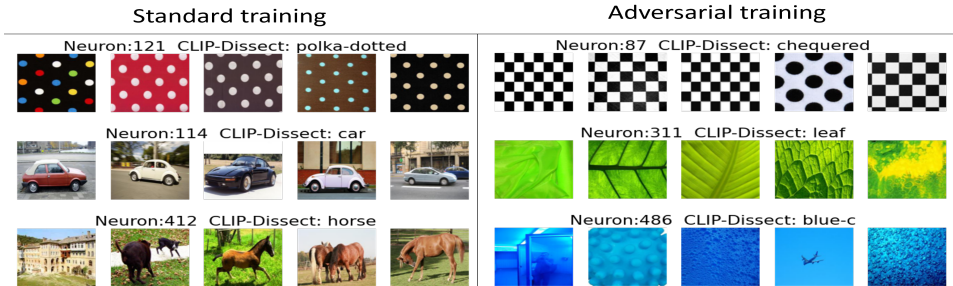 Standard training
Neuron:121 CLIP-Dissect: polka-dotted
Neuron:114 CLIP-Dissect: car
Neuron:412 CLIP-Dissect: horse
Adversarial training
Neuron:87 CLIP-Dissect: chequered
Neuron:311 CLIP-Dissect: leaf
Neuron:486 CLIP-Dissect: blue-c